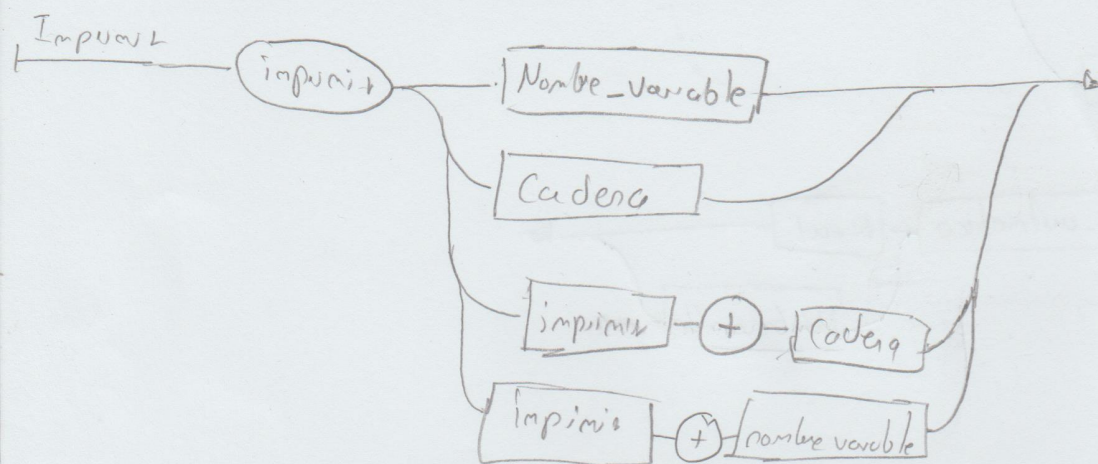 Imprimir
imprimir
Nombre_variable
Cadena
imprimir + Cadena
Imprimir + nombre variable